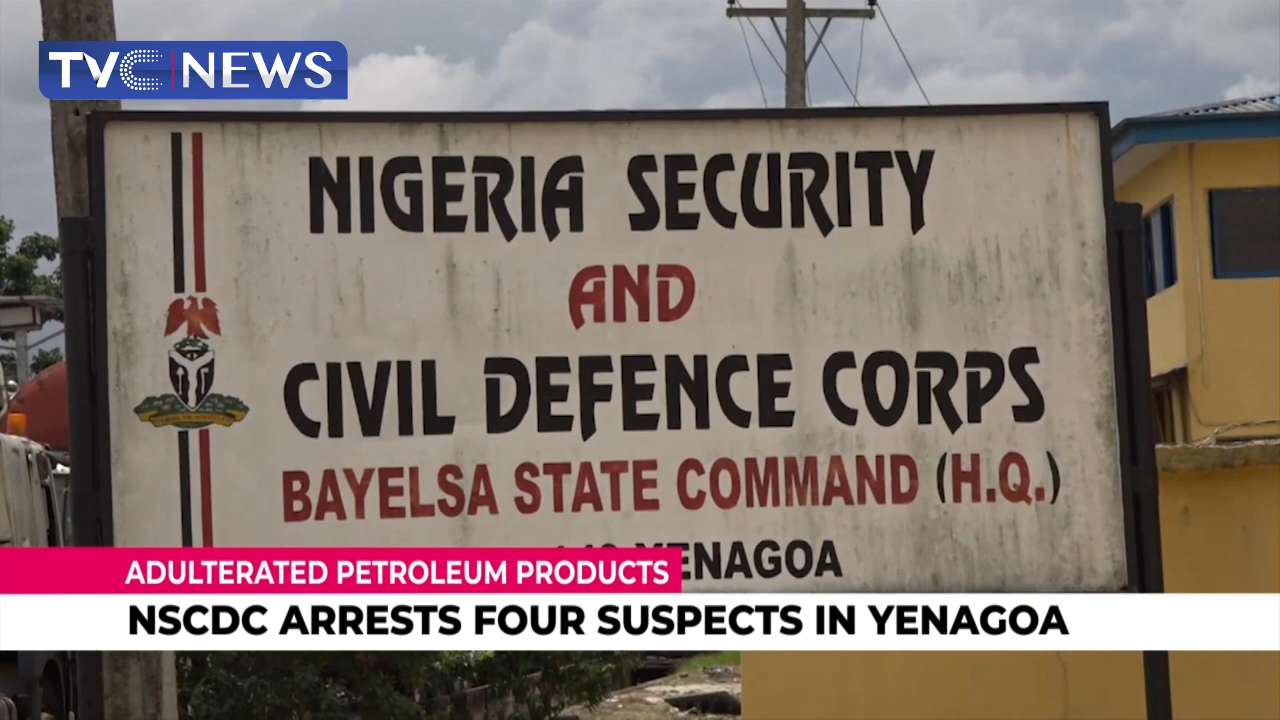 TVC NEWS
NIGERIA SECURITY
AND
CIVIL DEFENCE CORPS
BAYELSA STATE COMMAND (H.Q.)
YENAGOA
ADULTERATED PETROLEUM PRODUCTS
NSCDC ARRESTS FOUR SUSPECTS IN YENAGOA